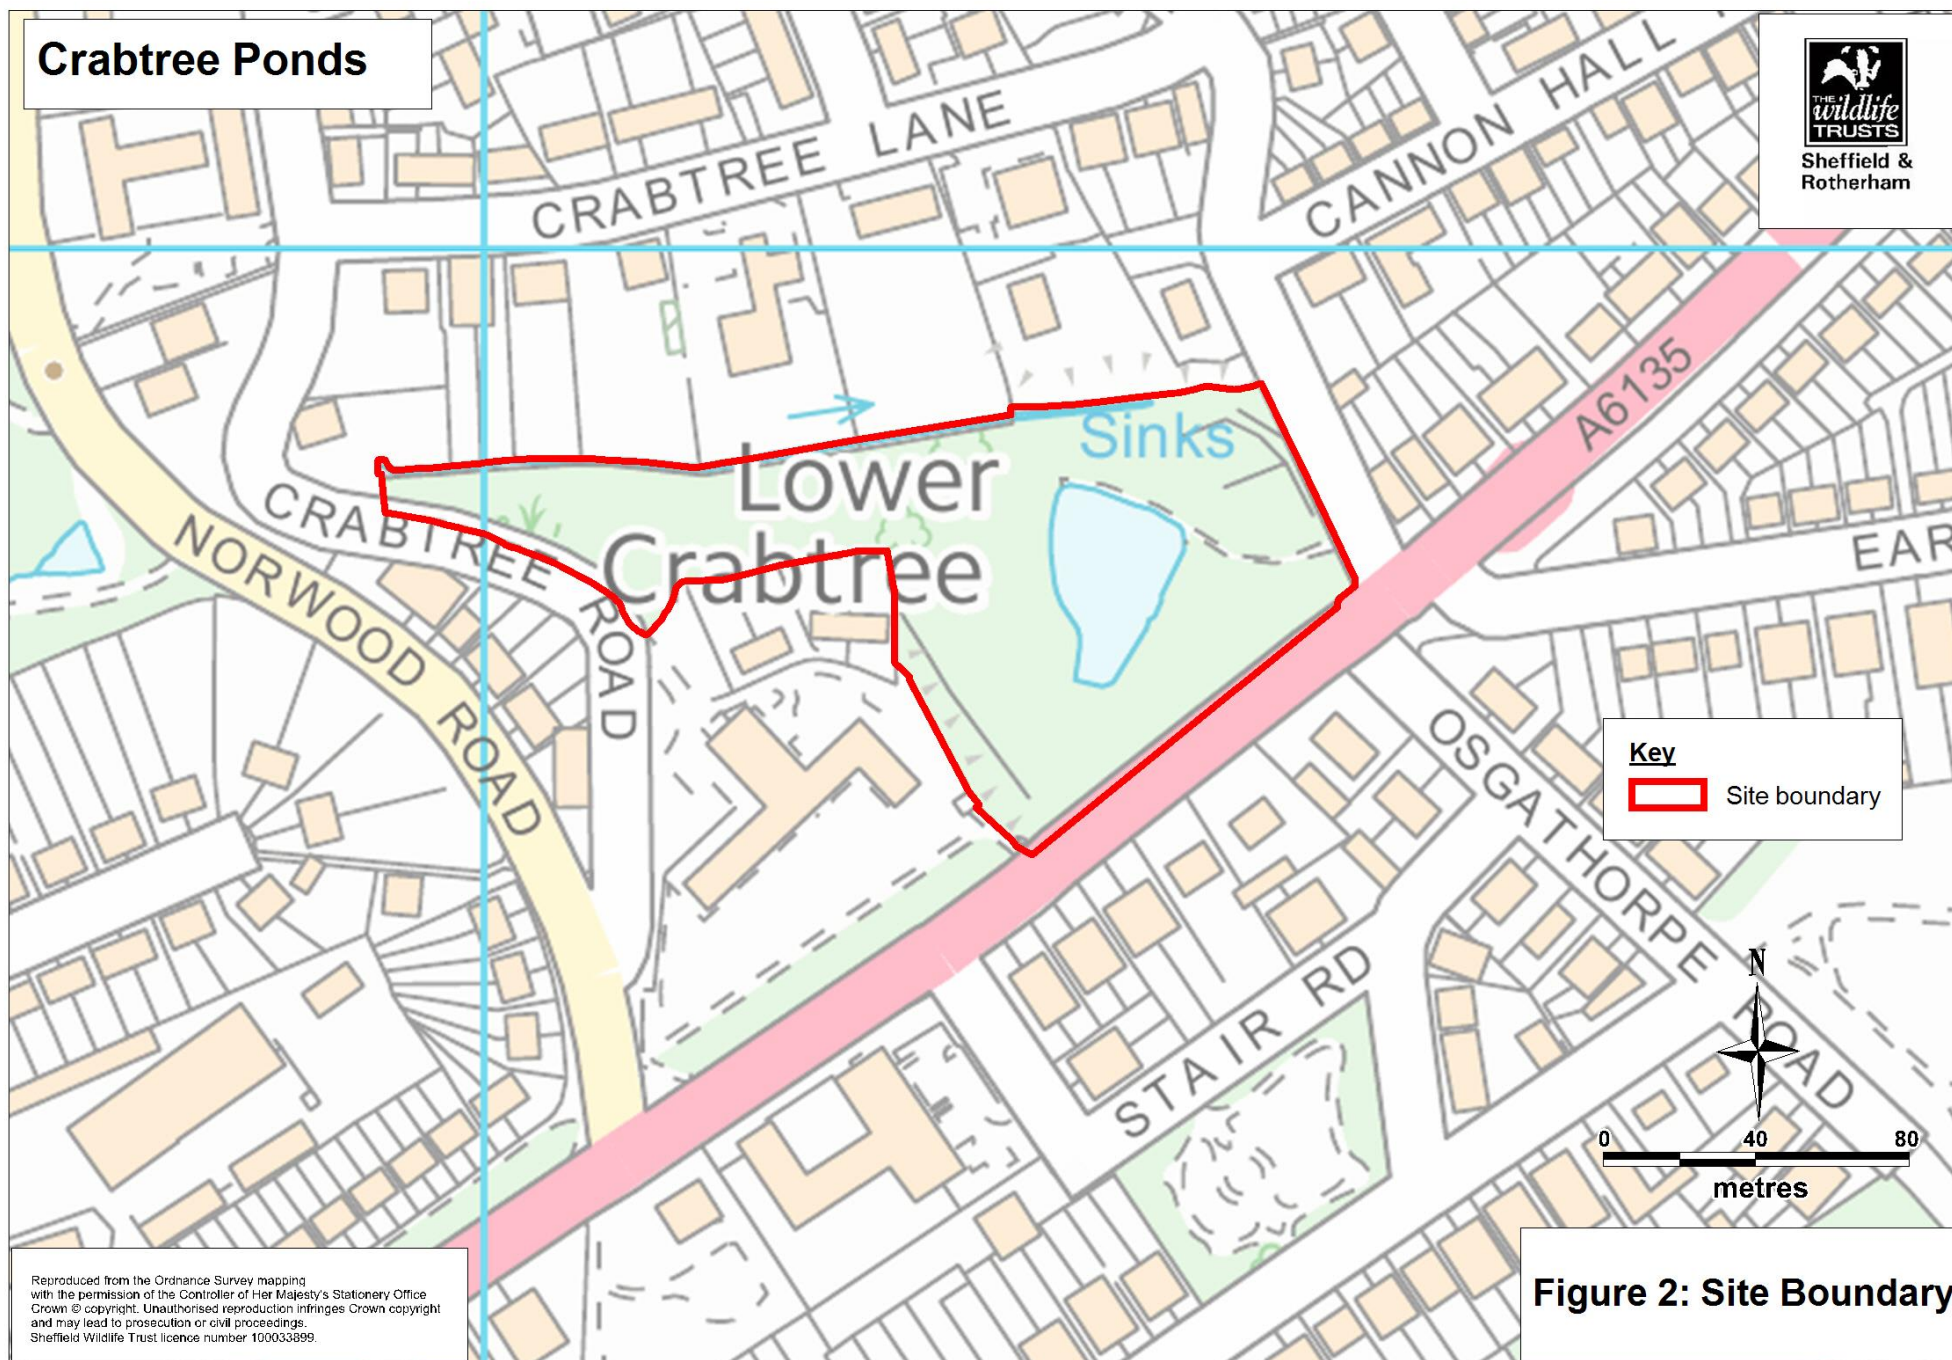 Crabtree Ponds
THE
wildlife
TRUSTS
Sheffield &
Rotherham
CRABTREE LANE
CANNON HALL
A6135
Sinks
Lower
Crabtree
CRABTREE ROAD
NORWOOD ROAD
EAR
OSGATHORPE ROAD
STAIR RD
Key
Site boundary
N
0 40 80
metres
Reproduced from the Ordnance Survey mapping
with the permission of the Controller of Her Majesty's Stationery Office
Crown © copyright. Unauthorised reproduction infringes Crown copyright
and may lead to prosecution or civil proceedings.
Sheffield Wildlife Trust licence number 100033899.
Figure 2: Site Boundary